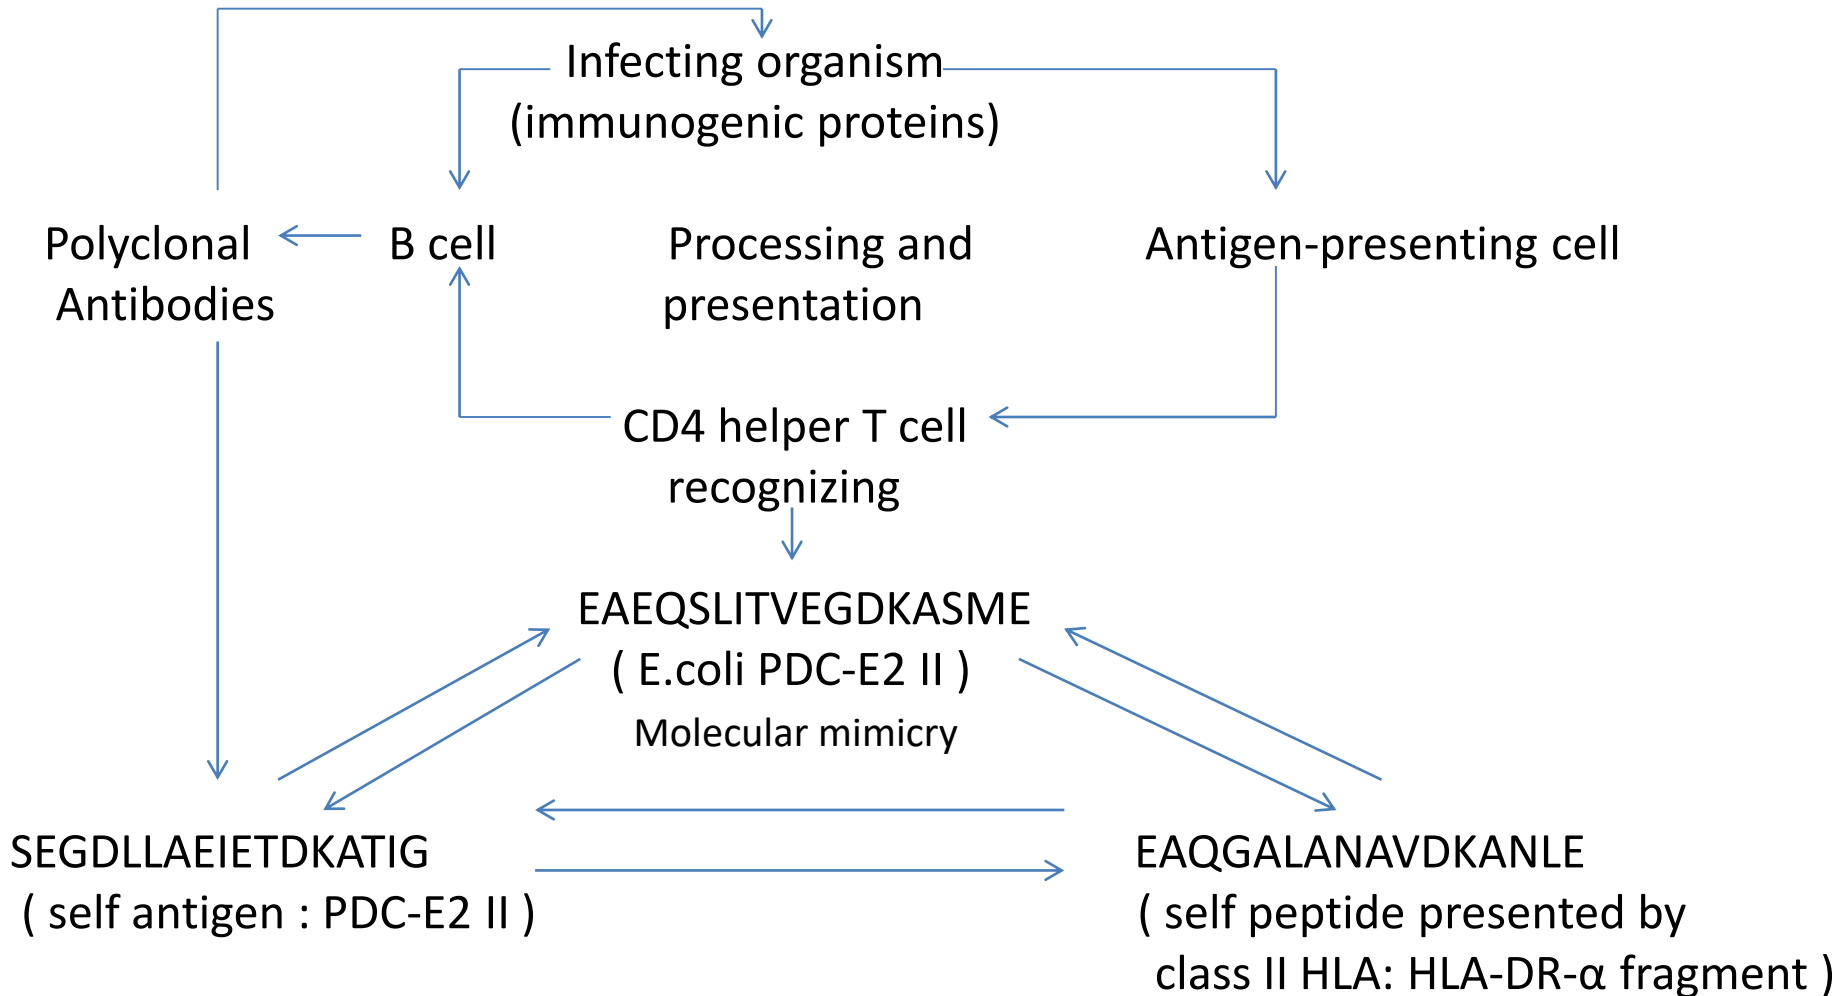 Infecting organism
(immunogenic proteins)
Polyclonal
Antibodies
B cell
Processing and
presentation
Antigen-presenting cell
CD4 helper T cell
recognizing
EAEQSLITVEGDKASME
( E.coli PDC-E2 II )
Molecular mimicry
SEGDLLAEIETDKATIG
( self antigen : PDC-E2 II )
EAQGALANAVDKANLE
( self peptide presented by
class II HLA: HLA-DR-α fragment )